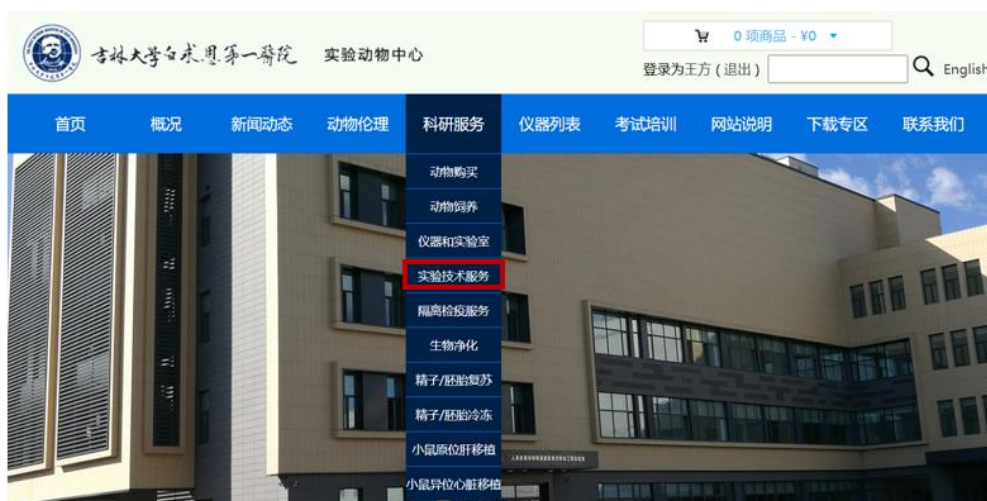 吉林大学白求恩第一醫院 实验动物中心
0 项商品 - ¥0
登录为王方 ( 退出 )
English
首页 概况 新闻动态 动物伦理 科研服务 仪器列表 考试培训 网站说明 下载专区 联系我们
动物购买
动物饲养
仪器和实验室
实验技术服务
隔离检疫服务
生物净化
精子/胚胎复苏
精子/胚胎冷冻
小鼠原位肝移植
小鼠异位心脏移植